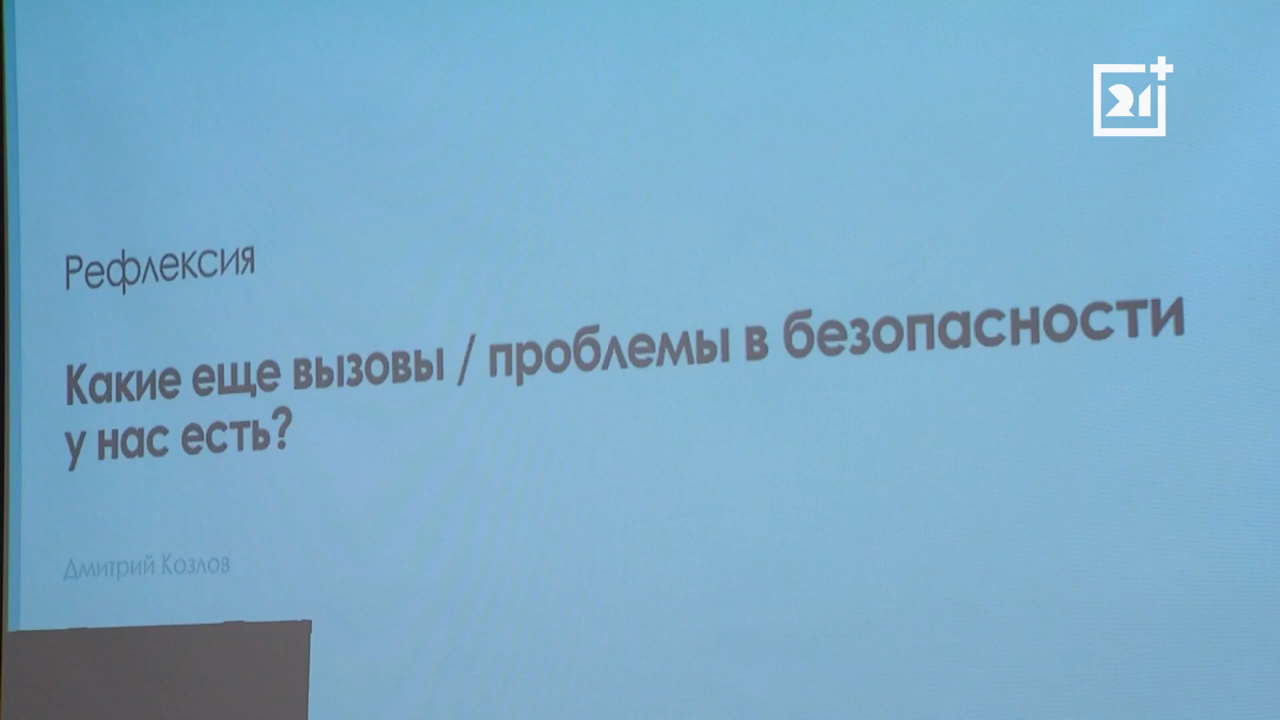 21+
Рефлексия
Какие еще вызовы / проблемы в безопасности
у нас есть?
Дмитрий Козлов